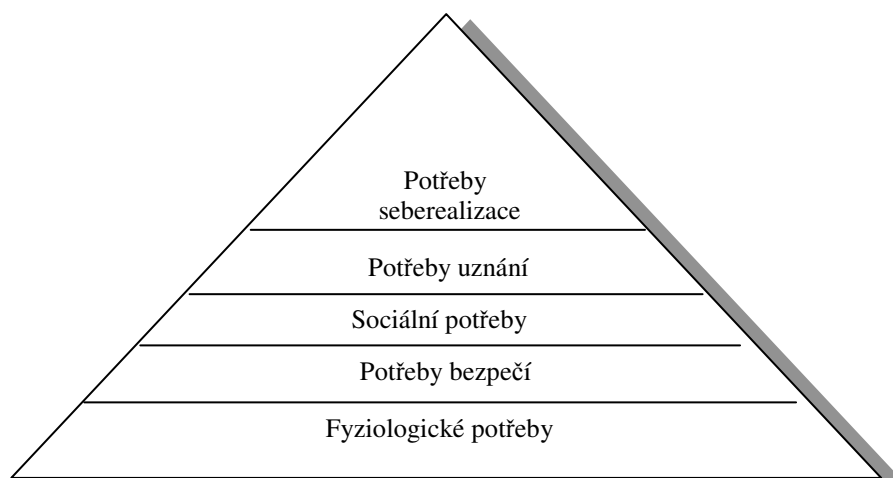 Potřeby
seberealizace
Potřeby uznání
Sociální potřeby
Potřeby bezpečí
Fyziologické potřeby